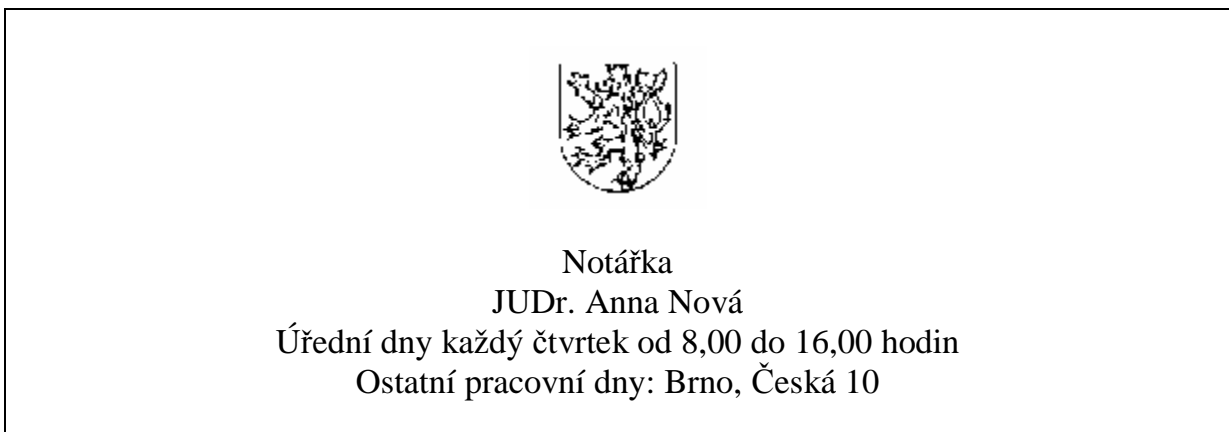 Notářka
JUDr. Anna Nová
Úřední dny každý čtvrtek od 8,00 do 16,00 hodin
Ostatní pracovní dny: Brno, Česká 10